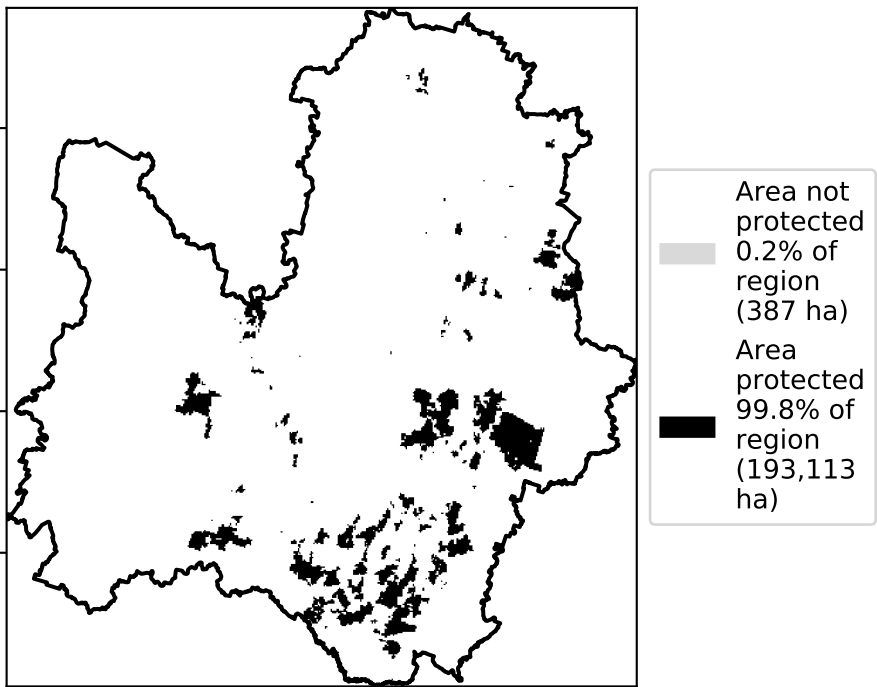 Area not
protected
0.2% of
region
(387 ha)
Area
protected
99.8% of
region
(193,113
ha)